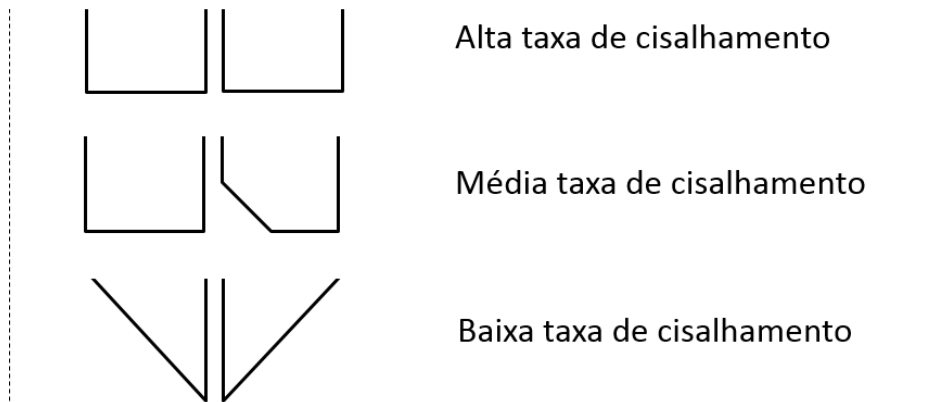 Alta taxa de cisalhamento
Média taxa de cisalhamento
Baixa taxa de cisalhamento